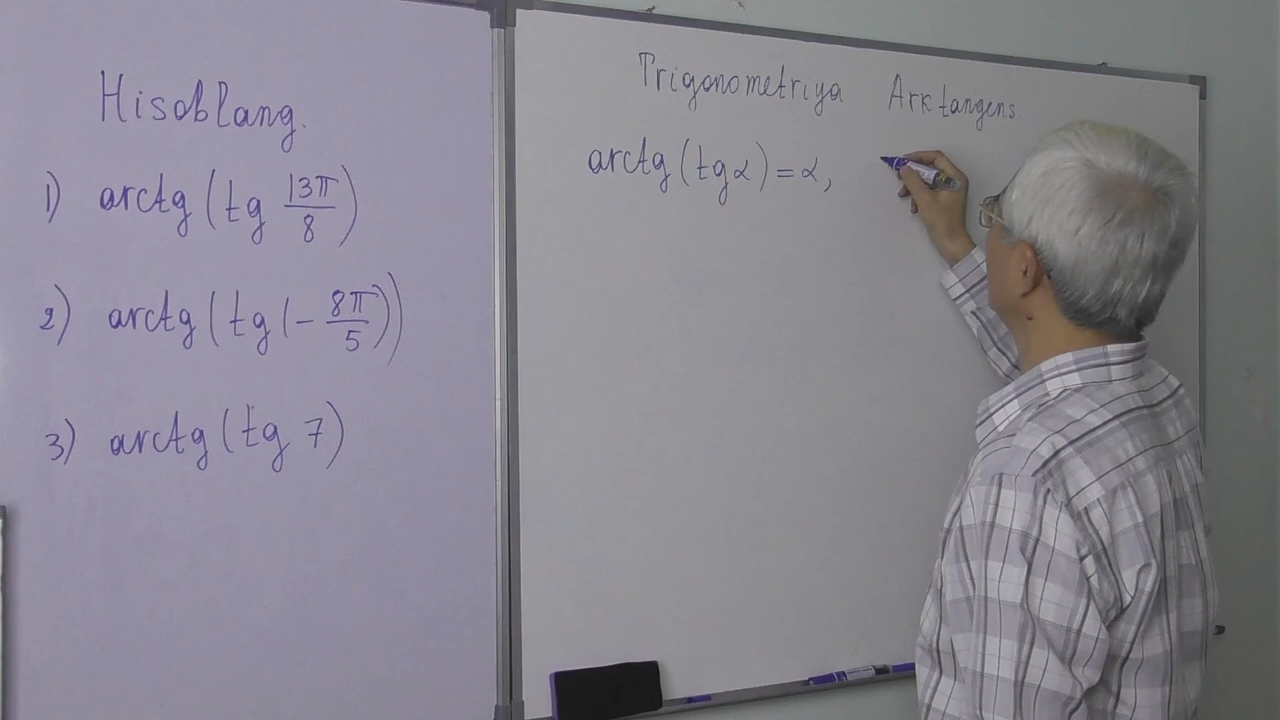 Hisoblang.
1) arctg(tg 13π/8)
2) arctg(tg(-8π/5))
3) arctg(tg 7)
Trigonometriya Arktangens.
arctg(tgα)=α,